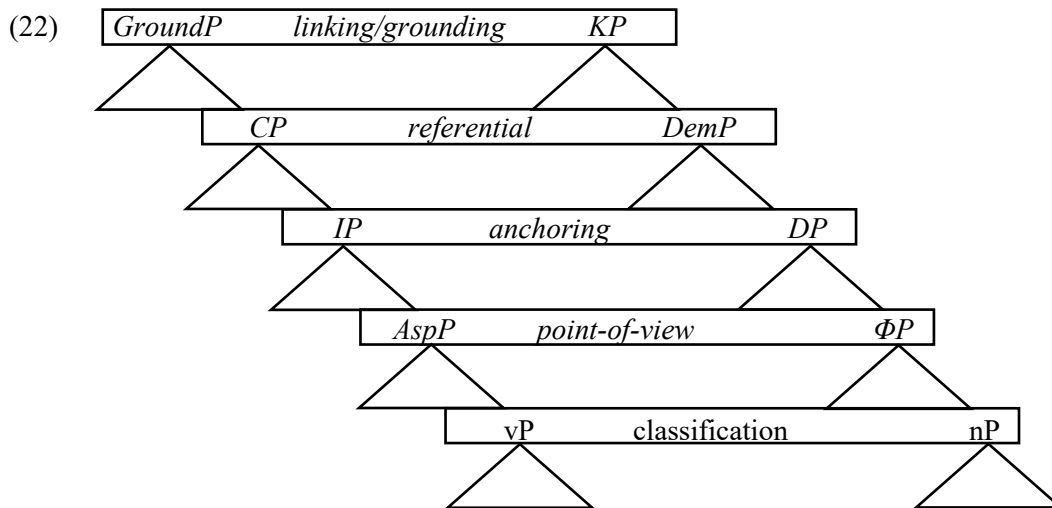 (22) GroundP linking/grounding KP
CP referential DemP
IP anchoring DP
AspP point-of-view ΦP
vP classification nP